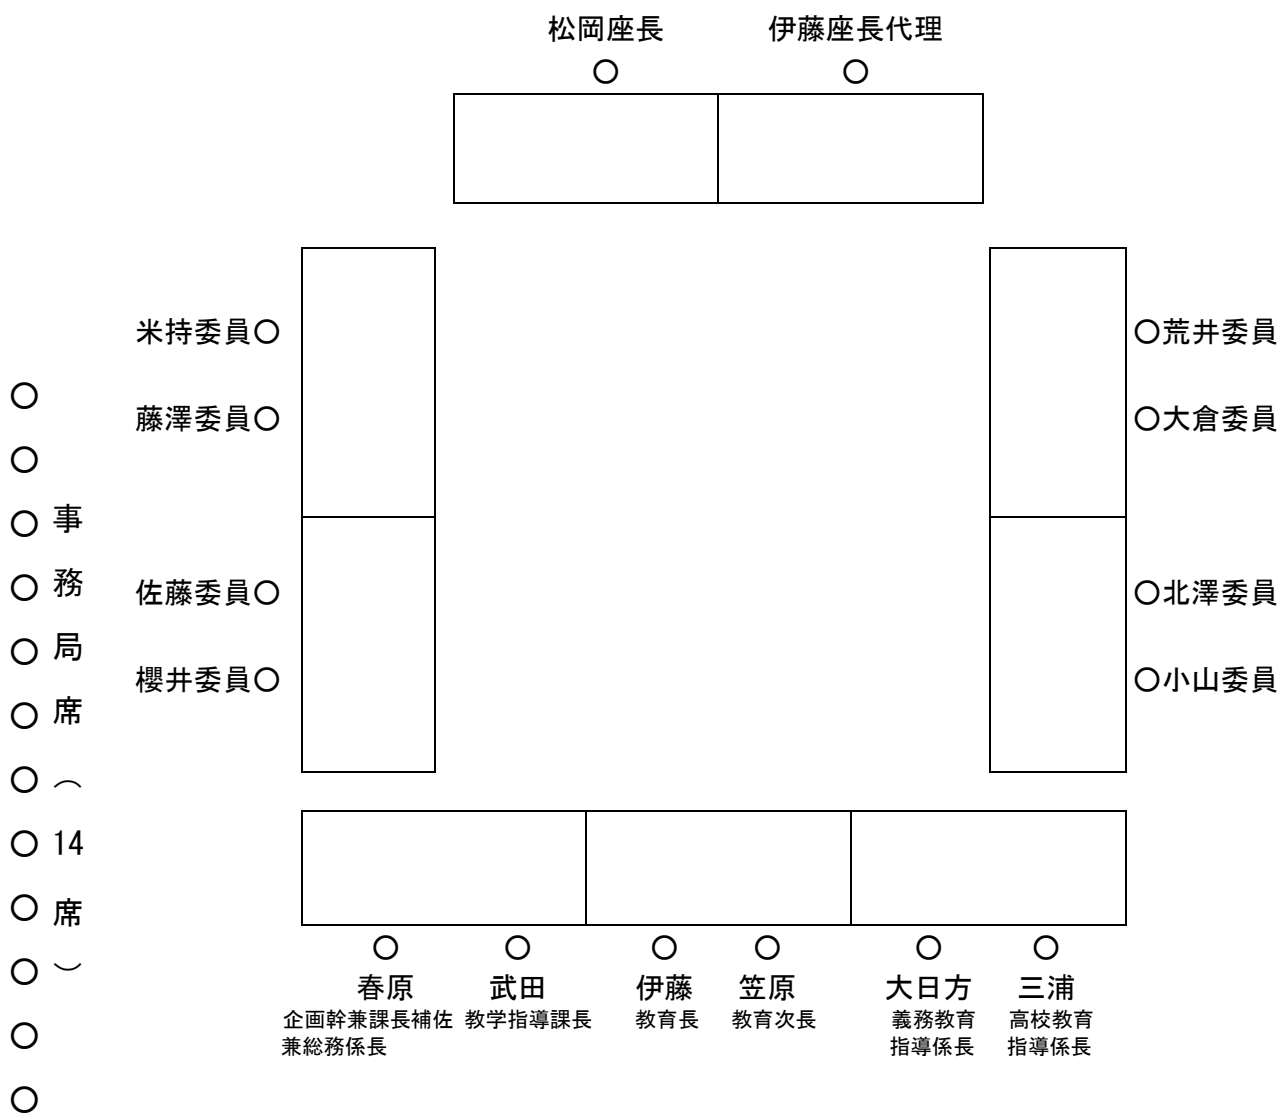 松岡座長 伊藤座長代理
○ ○
米持委員○ ○荒井委員
藤澤委員○ ○大倉委員
佐藤委員○ ○北澤委員
櫻井委員○ ○小山委員
事務局席（14席）
○ ○ ○ ○ ○ ○
春原 武田 伊藤 笠原 大日方 三浦
企画幹兼課長補佐 教学指導課長 教育長 教育次長 義務教育 高校教育
兼総務係長 指導係長 指導係長